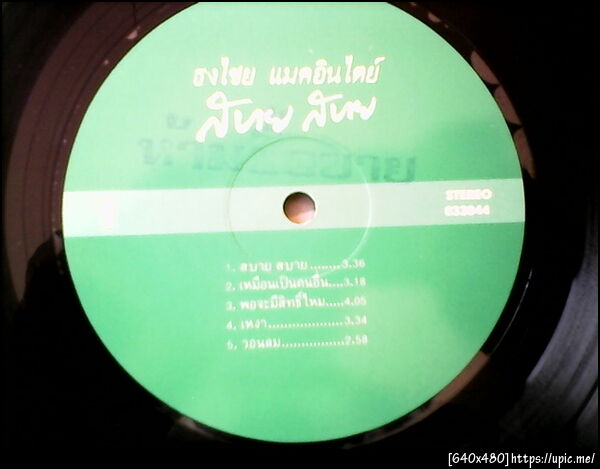 ธงไชย แมคอินไตย์
สบาย สบาย
STEREO
033044
1. สบาย สบาย........3.36
2. เหมือนเป็นคนอื่น....3.18
3. พอจะมีสิทธิ์ไหม.....4.05
4. เหงา...................3.34
5. วอนลม................2.58
[640x480]https://upic.me/